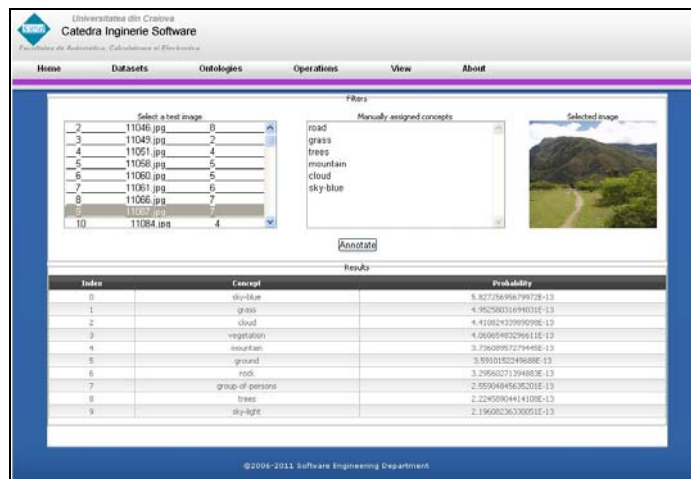 Universitatea din Craiova
Catedra Inginerie Software
Facultatea de Automatica, Calculatoare si Electronica
Home Datasets Ontologies Operations View About
Filters
Select a test image Manually assigned concepts Selected image
2 11046.jpg 8
3 11049.jpg 2
4 11051.jpg 4
5 11058.jpg 5
6 11060.jpg 5
7 11061.jpg 6
8 11066.jpg 7
9 11067.jpg 7
10 11084.jpg 4
road
grass
trees
mountain
cloud
sky-blue
Annotate
Results
Index Concept Probability
0 sky-blue 5.82725695679972E-13
1 grass 4.95258031694031E-13
2 cloud 4.41082433989098E-13
3 vegetation 4.06065483296611E-13
4 mountain 3.73608957279445E-13
5 ground 3.5910152249688E-13
6 rock 3.29560271394883E-13
7 group-of-persons 2.55904845635201E-13
8 trees 2.22458904414108E-13
9 sky-light 2.19608236330051E-13
@2006-2011 Software Engineering Department